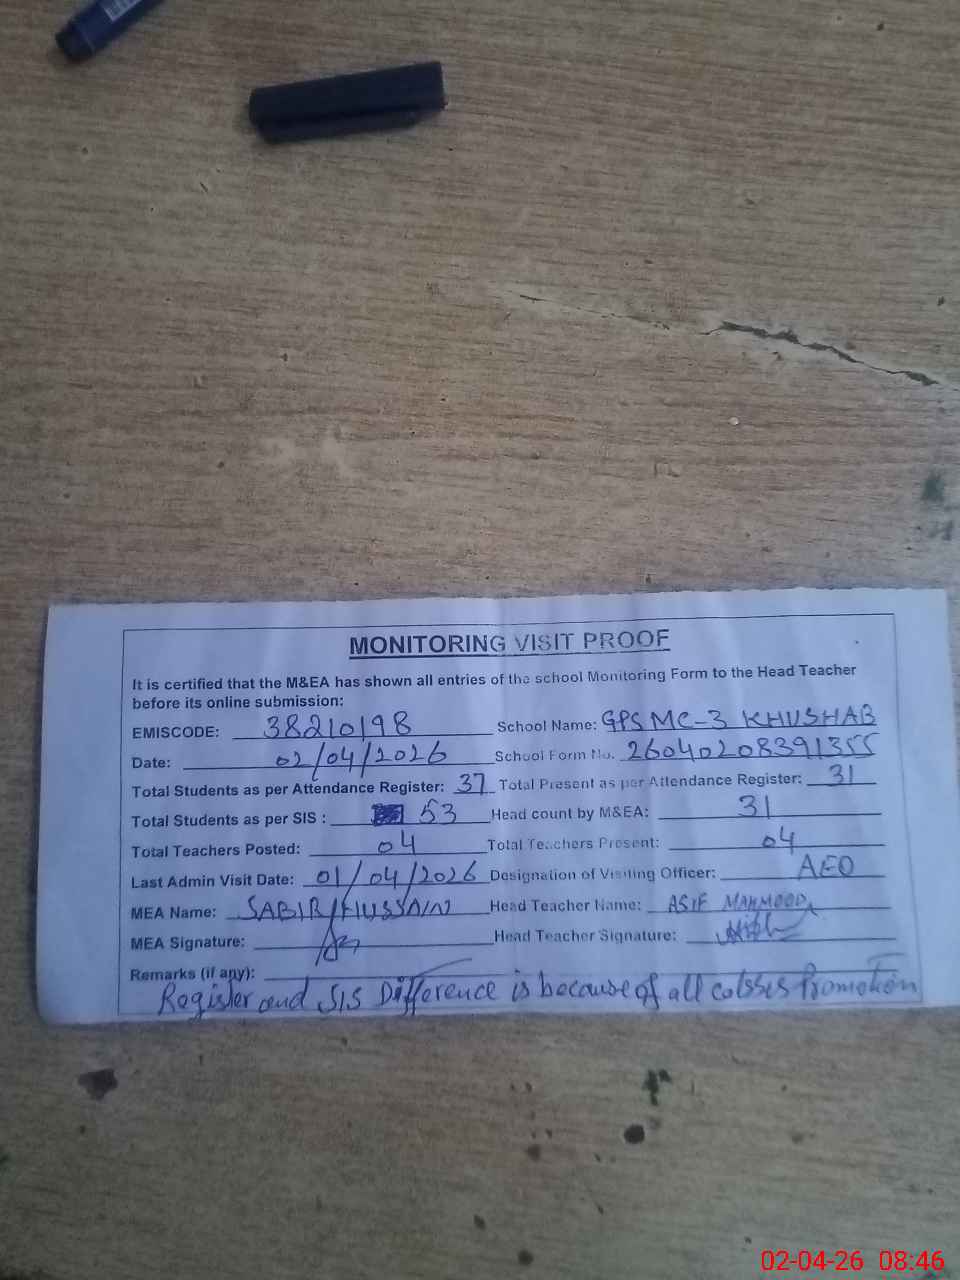 MONITORING VISIT PROOF
It is certified that the M&EA has shown all entries of the school Monitoring Form to the Head Teacher
before its online submission:
EMISCODE: 38210198 School Name: GPS MC-3 KHUSHAB
Date: 02/04/2026 School Form No. 26040208391355
Total Students as per Attendance Register: 37 Total Present as per Attendance Register: 31
Total Students as per SIS : 53 Head count by M&EA: 31
Total Teachers Posted: 04 Total Teachers Present: 04
Last Admin Visit Date: 01/04/2026 Designation of Visiting Officer: AEO
MEA Name: SABIR HUSSAIN Head Teacher Name: ASIF MAHMOOD
MEA Signature: Head Teacher Signature:
Remarks (if any):
Register and SIS Difference is because of all calsses Promotion
02-04-26 08:46